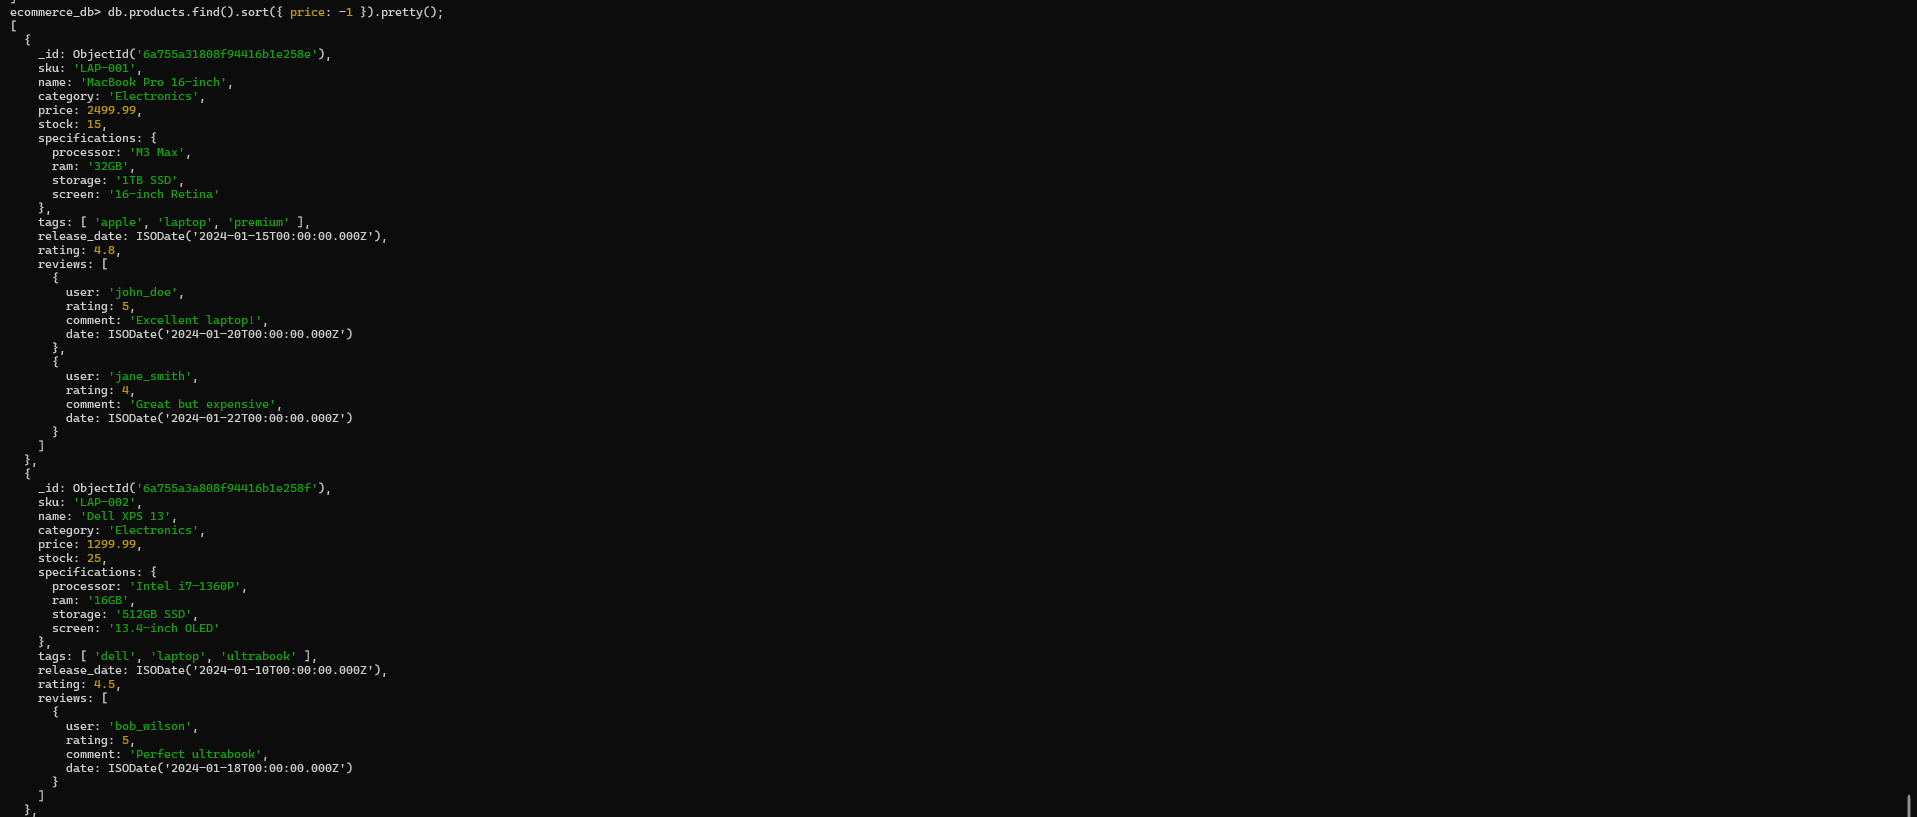 ecommerce_db> db.products.find().sort({ price: -1 }).pretty();
[
  {
    _id: ObjectId('6a755a31808f94416b1e258e'),
    sku: 'LAP-001',
    name: 'MacBook Pro 16-inch',
    category: 'Electronics',
    price: 2499.99,
    stock: 15,
    specifications: {
      processor: 'M3 Max',
      ram: '32GB',
      storage: '1TB SSD',
      screen: '16-inch Retina'
    },
    tags: [ 'apple', 'laptop', 'premium' ],
    release_date: ISODate('2024-01-15T00:00:00.000Z'),
    rating: 4.8,
    reviews: [
      {
        user: 'john_doe',
        rating: 5,
        comment: 'Excellent laptop!',
        date: ISODate('2024-01-20T00:00:00.000Z')
      },
      {
        user: 'jane_smith',
        rating: 4,
        comment: 'Great but expensive',
        date: ISODate('2024-01-22T00:00:00.000Z')
      }
    ]
  },
  {
    _id: ObjectId('6a755a3a808f94416b1e258f'),
    sku: 'LAP-002',
    name: 'Dell XPS 13',
    category: 'Electronics',
    price: 1299.99,
    stock: 25,
    specifications: {
      processor: 'Intel i7-1360P',
      ram: '16GB',
      storage: '512GB SSD',
      screen: '13.4-inch OLED'
    },
    tags: [ 'dell', 'laptop', 'ultrabook' ],
    release_date: ISODate('2024-01-10T00:00:00.000Z'),
    rating: 4.5,
    reviews: [
      {
        user: 'bob_wilson',
        rating: 5,
        comment: 'Perfect ultrabook',
        date: ISODate('2024-01-18T00:00:00.000Z')
      }
    ]
  },